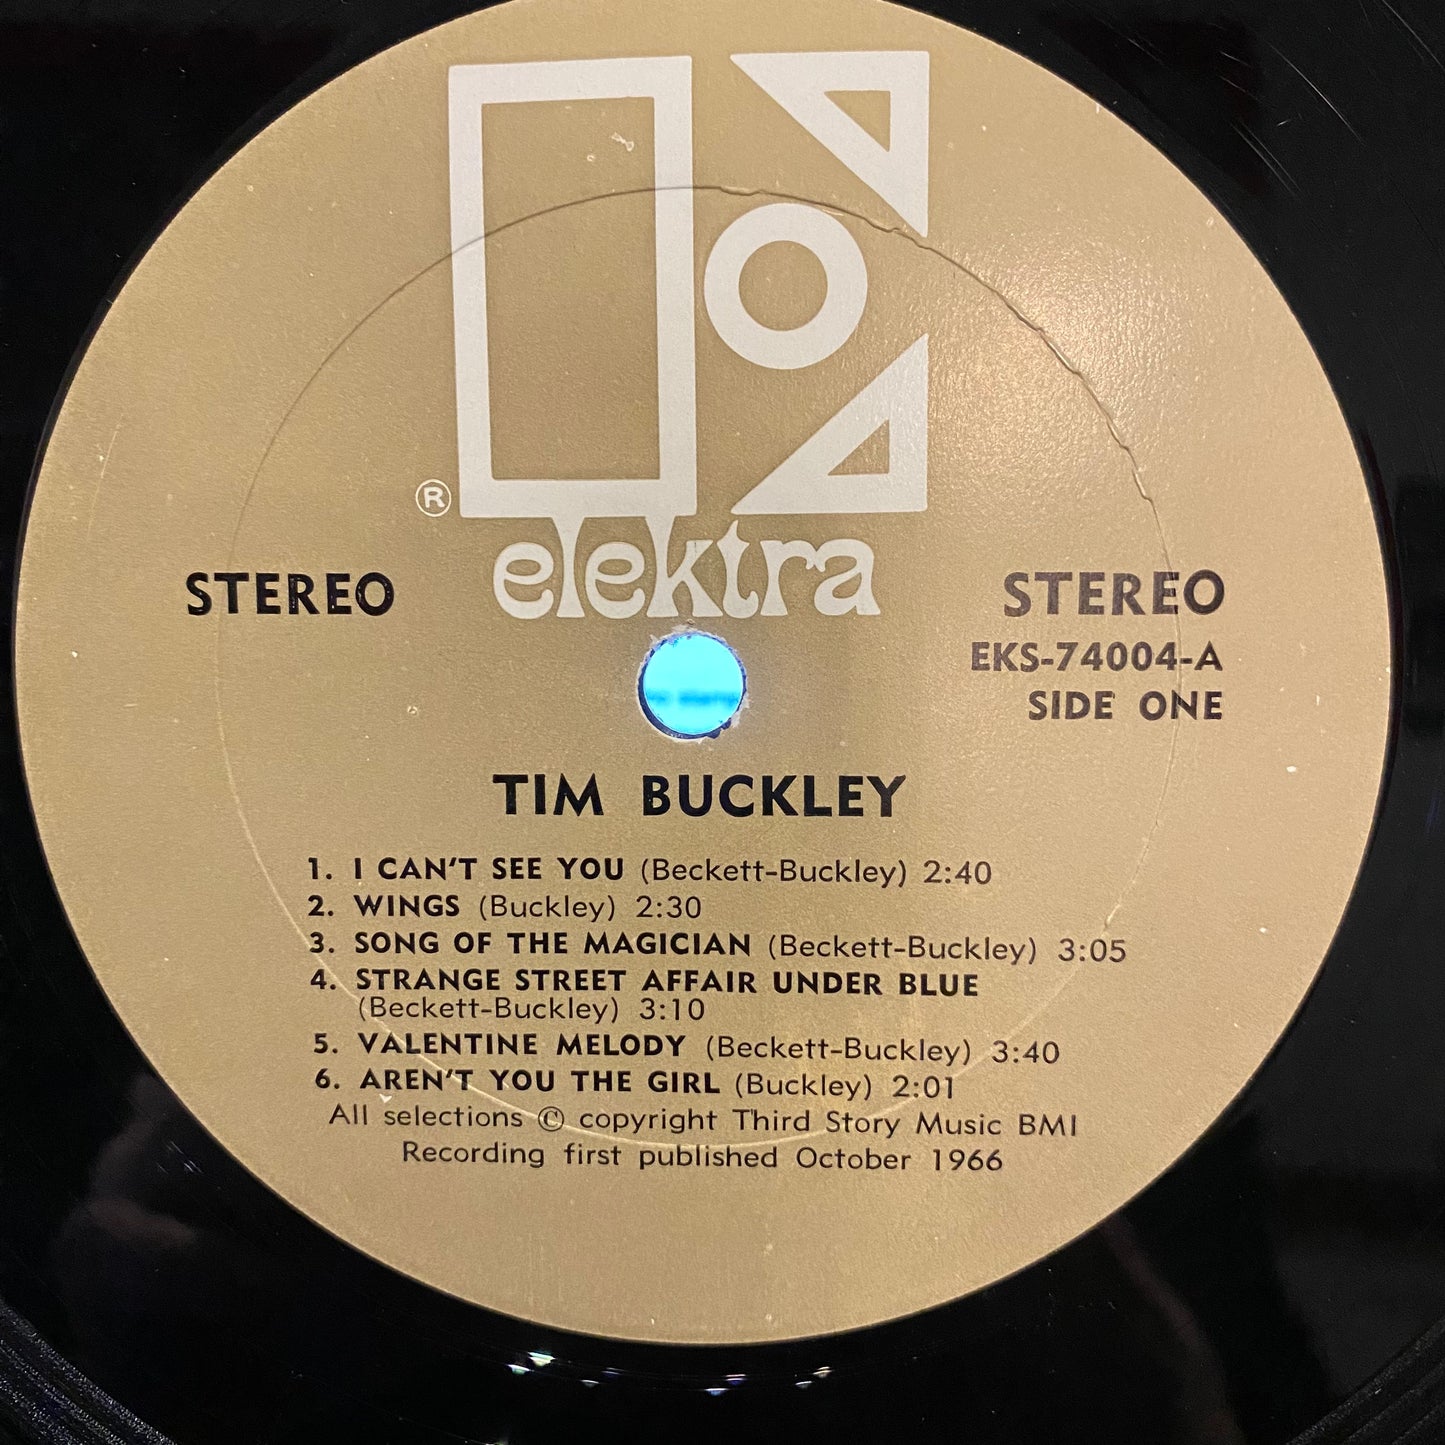 ®
elektra
STEREO
STEREO
EKS-74004-A
SIDE ONE
TIM BUCKLEY
1. I CAN'T SEE YOU (Beckett-Buckley) 2:40
2. WINGS (Buckley) 2:30
3. SONG OF THE MAGICIAN (Beckett-Buckley) 3:05
4. STRANGE STREET AFFAIR UNDER BLUE
(Beckett-Buckley) 3:10
5. VALENTINE MELODY (Beckett-Buckley) 3:40
6. AREN'T YOU THE GIRL (Buckley) 2:01
All selections © copyright Third Story Music BMI
Recording first published October 1966